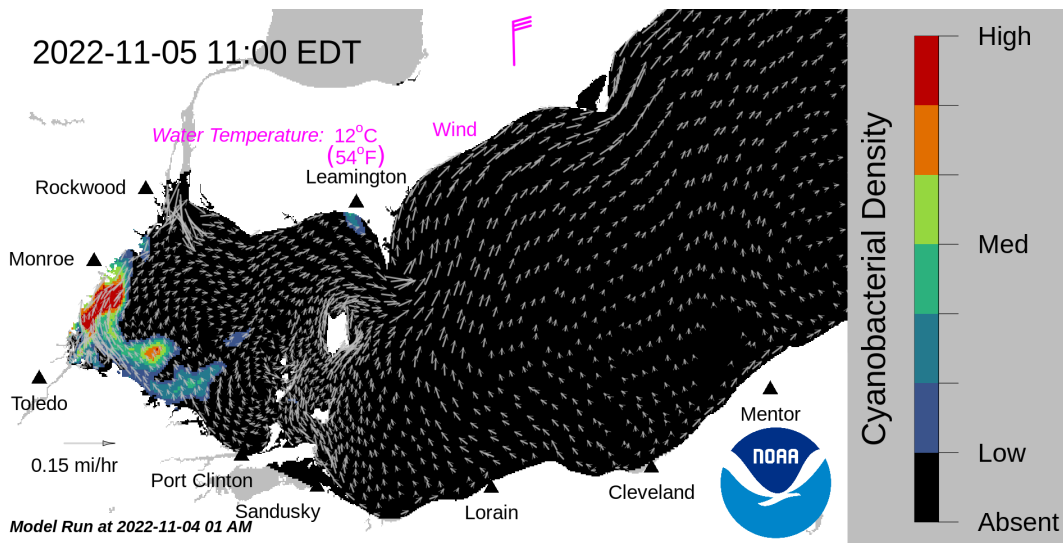 2022-11-05 11:00 EDT
Water Temperature: 12°C
(54°F)
Wind
Leamington
Rockwood
Monroe
Toledo
0.15 mi/hr
Port Clinton
Sandusky
Lorain
Cleveland
Mentor
NOAA
Model Run at 2022-11-04 01 AM
Cyanobacterial Density
High
Med
Low
Absent